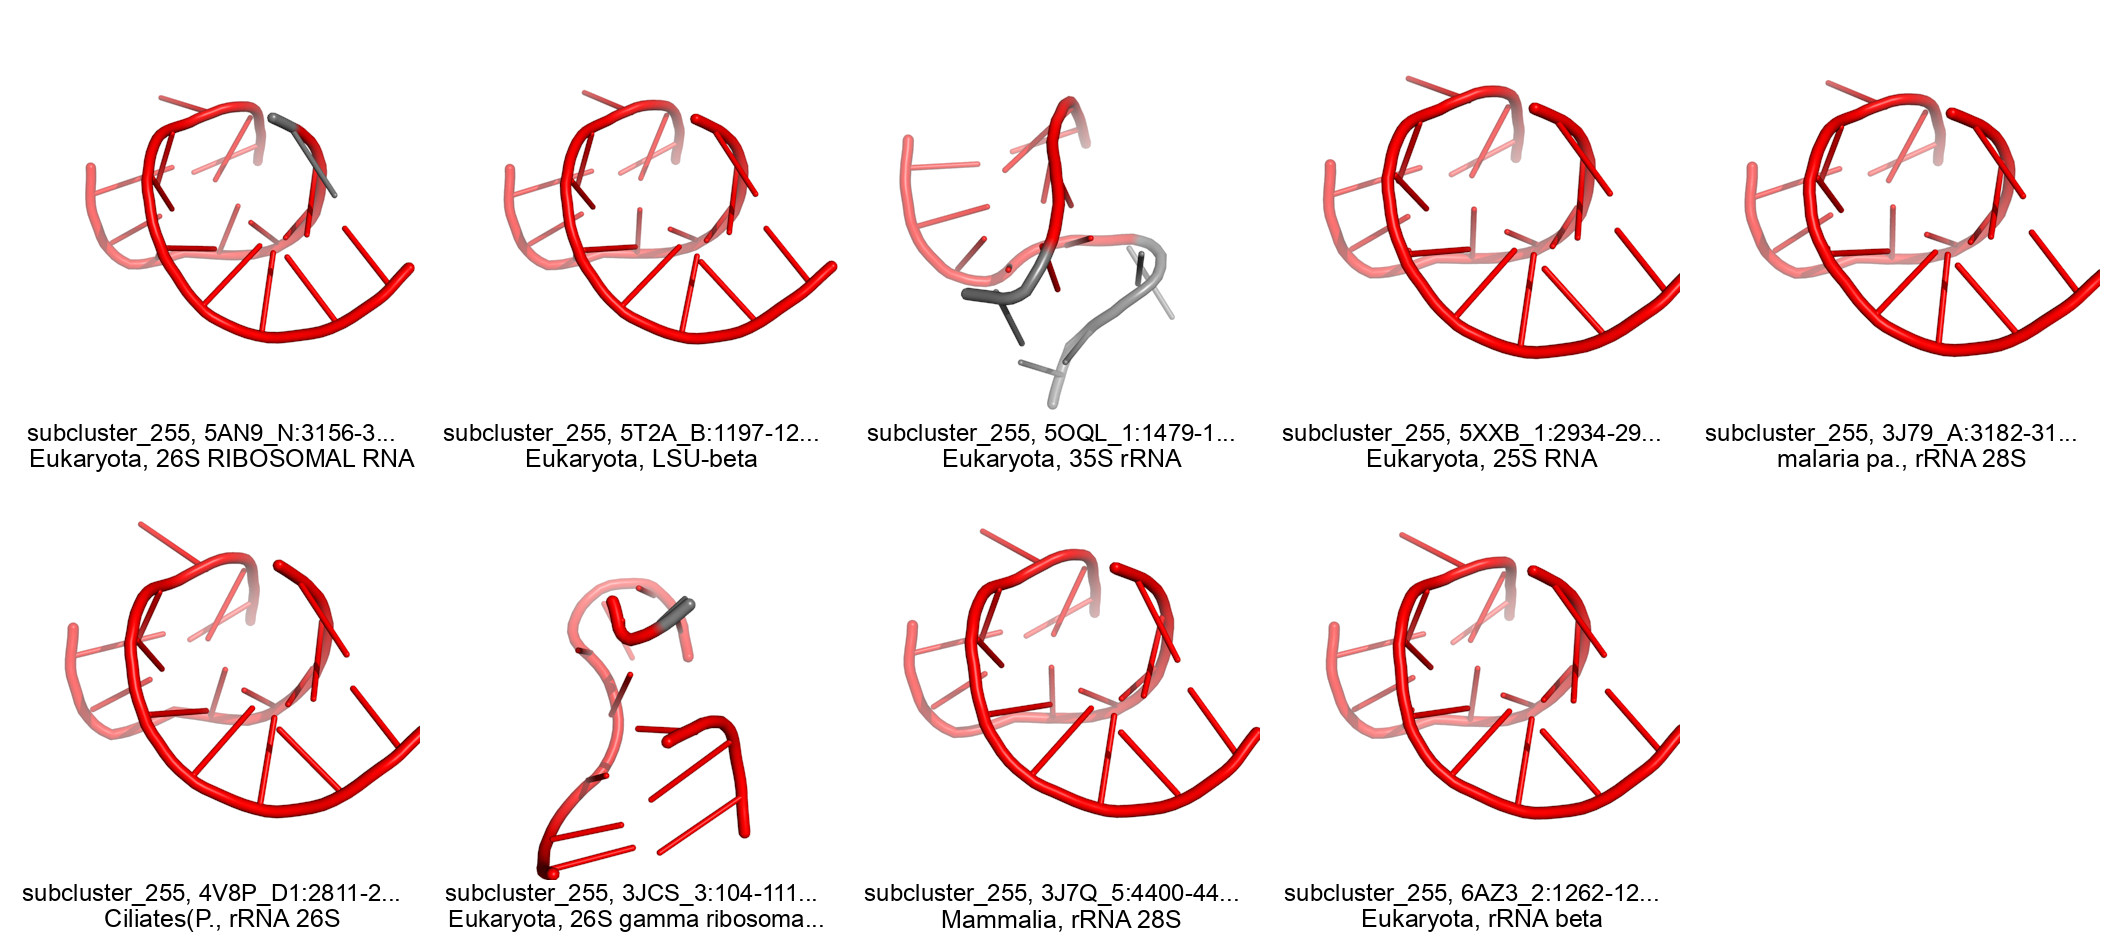 subcluster_255, 5AN9_N:3156-3...
Eukaryota, 26S RIBOSOMAL RNA
subcluster_255, 5T2A_B:1197-12...
Eukaryota, LSU-beta
subcluster_255, 5OQL_1:1479-1...
Eukaryota, 35S rRNA
subcluster_255, 5XXB_1:2934-29...
Eukaryota, 25S RNA
subcluster_255, 3J79_A:3182-31...
malaria pa., rRNA 28S
subcluster_255, 4V8P_D1:2811-2...
Ciliates(P., rRNA 26S
subcluster_255, 3JCS_3:104-111...
Eukaryota, 26S gamma ribosoma...
subcluster_255, 3J7Q_5:4400-44...
Mammalia, rRNA 28S
subcluster_255, 6AZ3_2:1262-12...
Eukaryota, rRNA beta